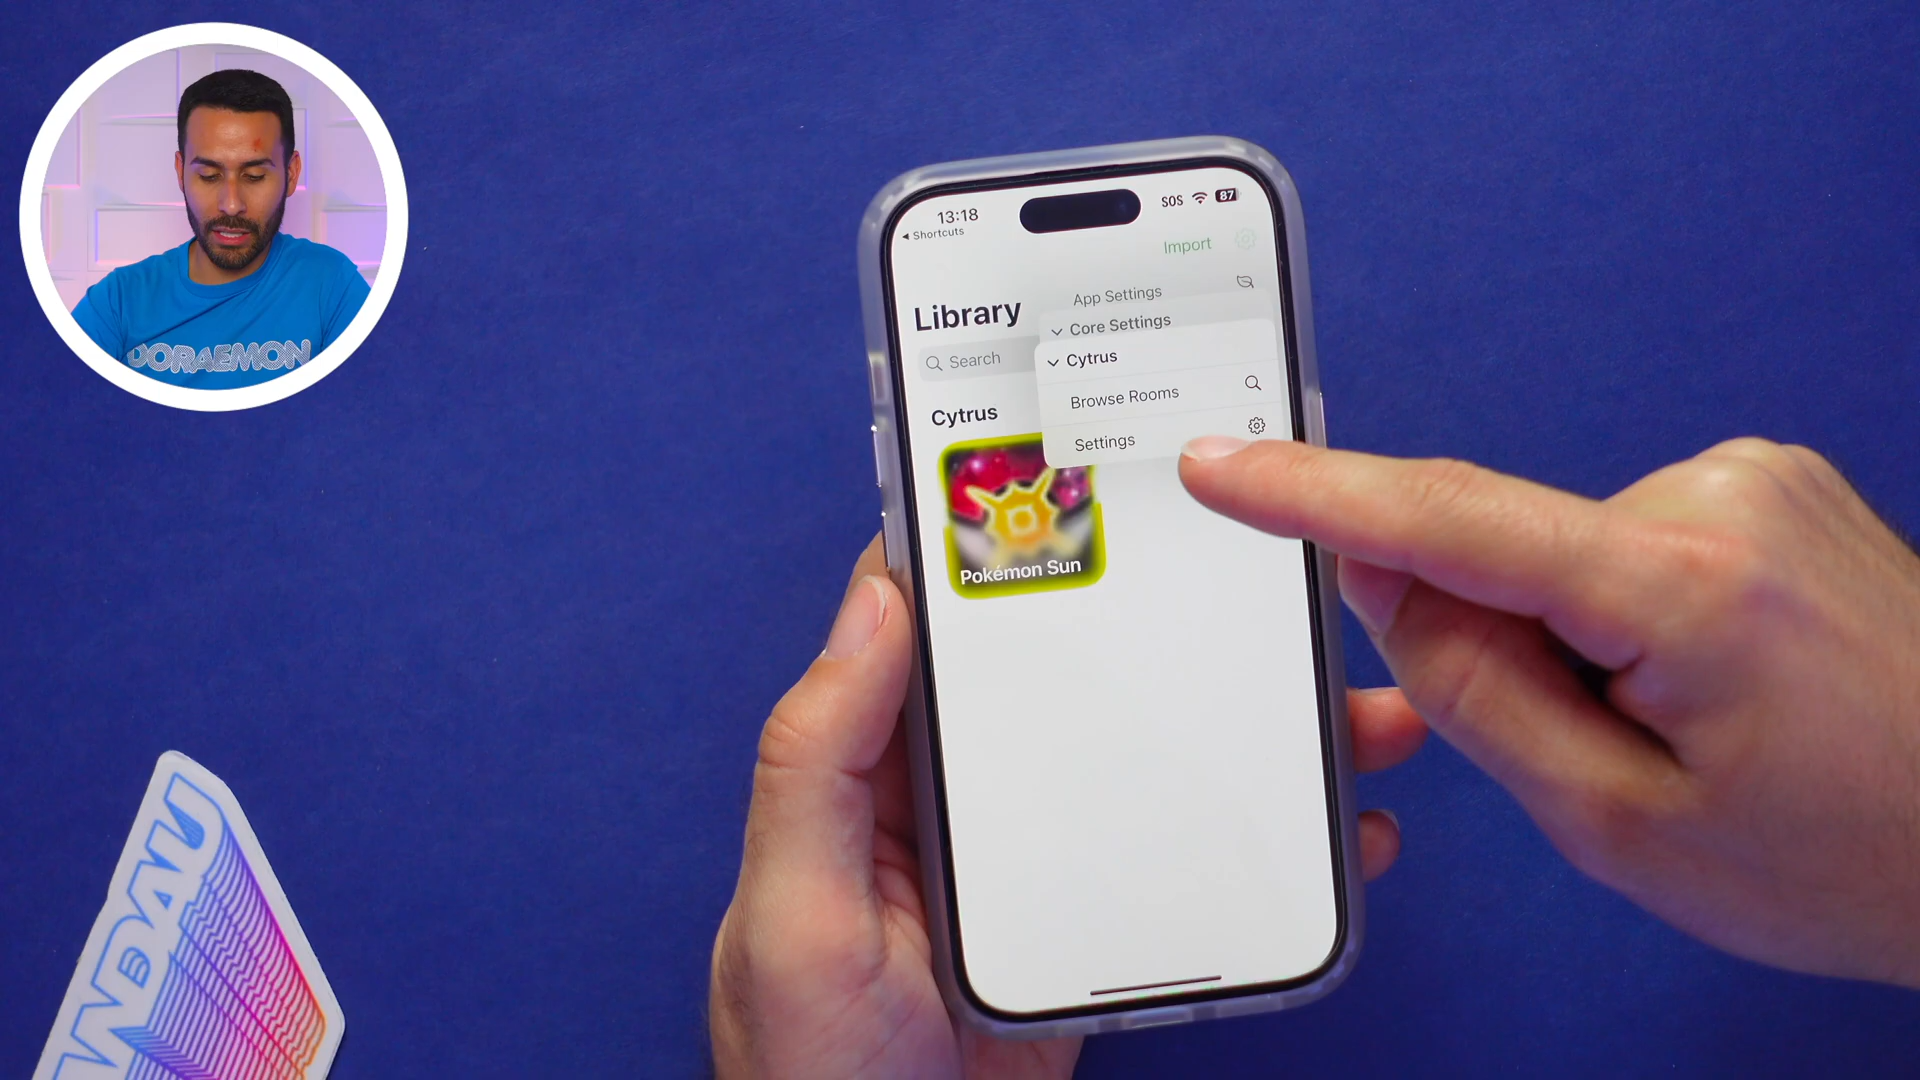 DORAEMON
13:18
SOS
87
Shortcuts
Import
App Settings
Library
Core Settings
Search
Cytrus
Browse Rooms
Cytrus
Settings
Pokémon Sun